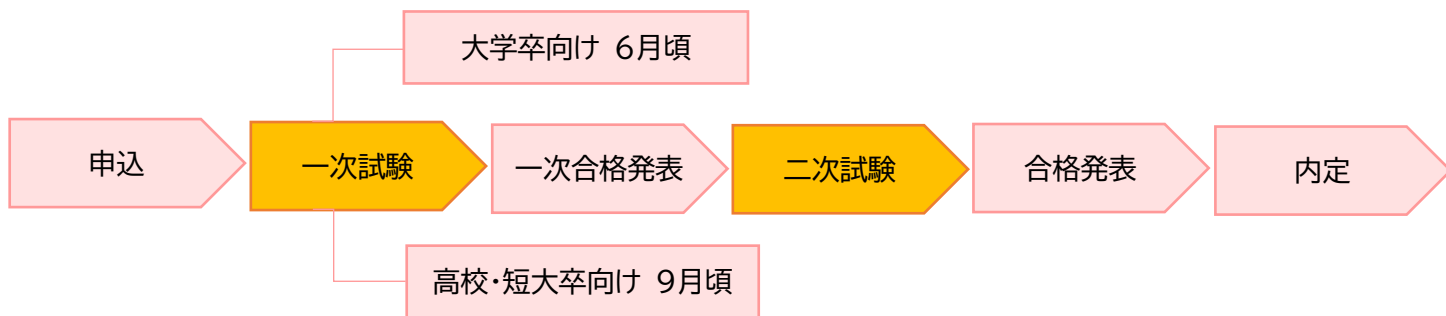 大学卒向け 6月頃
申込
一次試験
一次合格発表
二次試験
合格発表
内定
高校・短大卒向け 9月頃